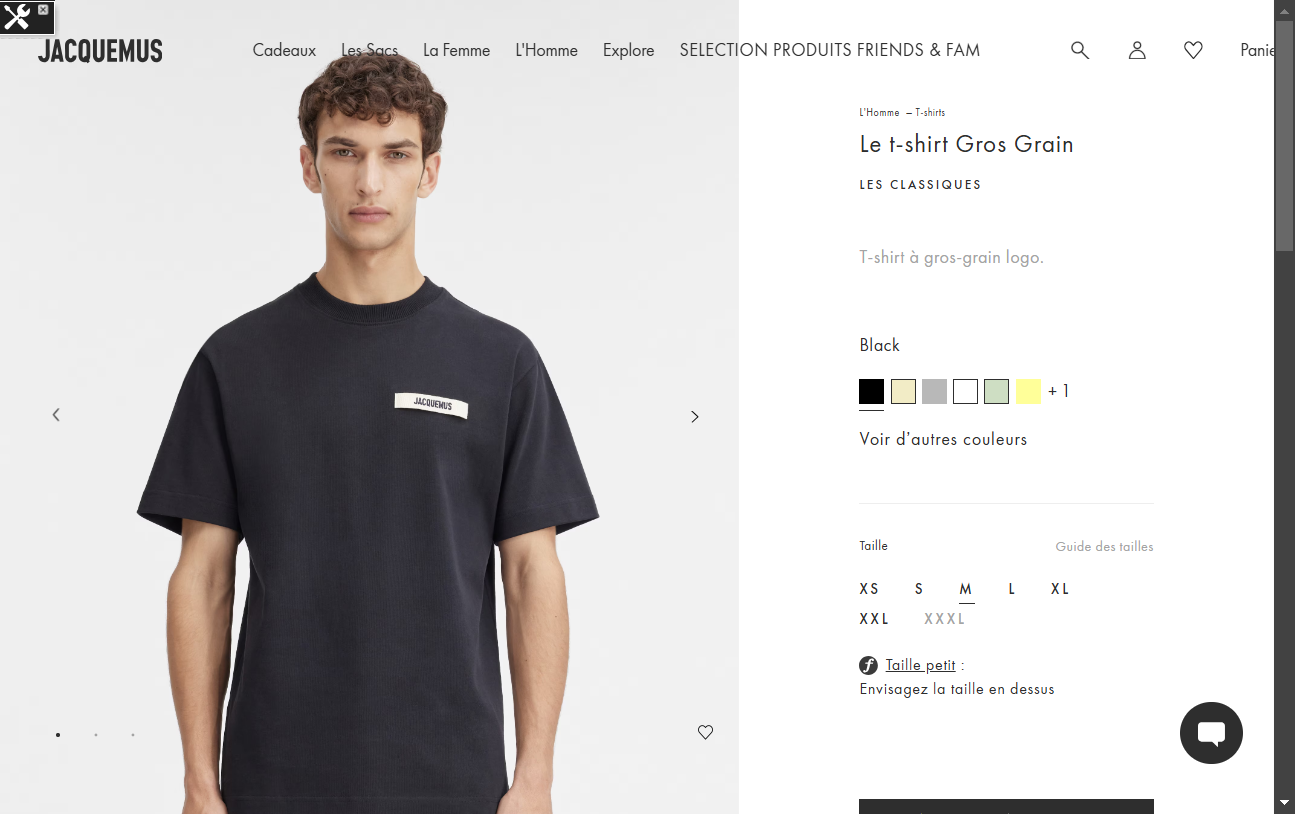 JACQUEMUS
Cadeaux Les Sacs La Femme L'Homme Explore SELECTION PRODUITS FRIENDS & FAM Panie
L'Homme – T-shirts
Le t-shirt Gros Grain
LES CLASSIQUES
T-shirt à gros-grain logo.
Black
+ 1
Voir d'autres couleurs
JACQUEMUS
Taille Guide des tailles
XS S M L XL
XXL XXXL
Taille petit :
Envisagez la taille en dessus